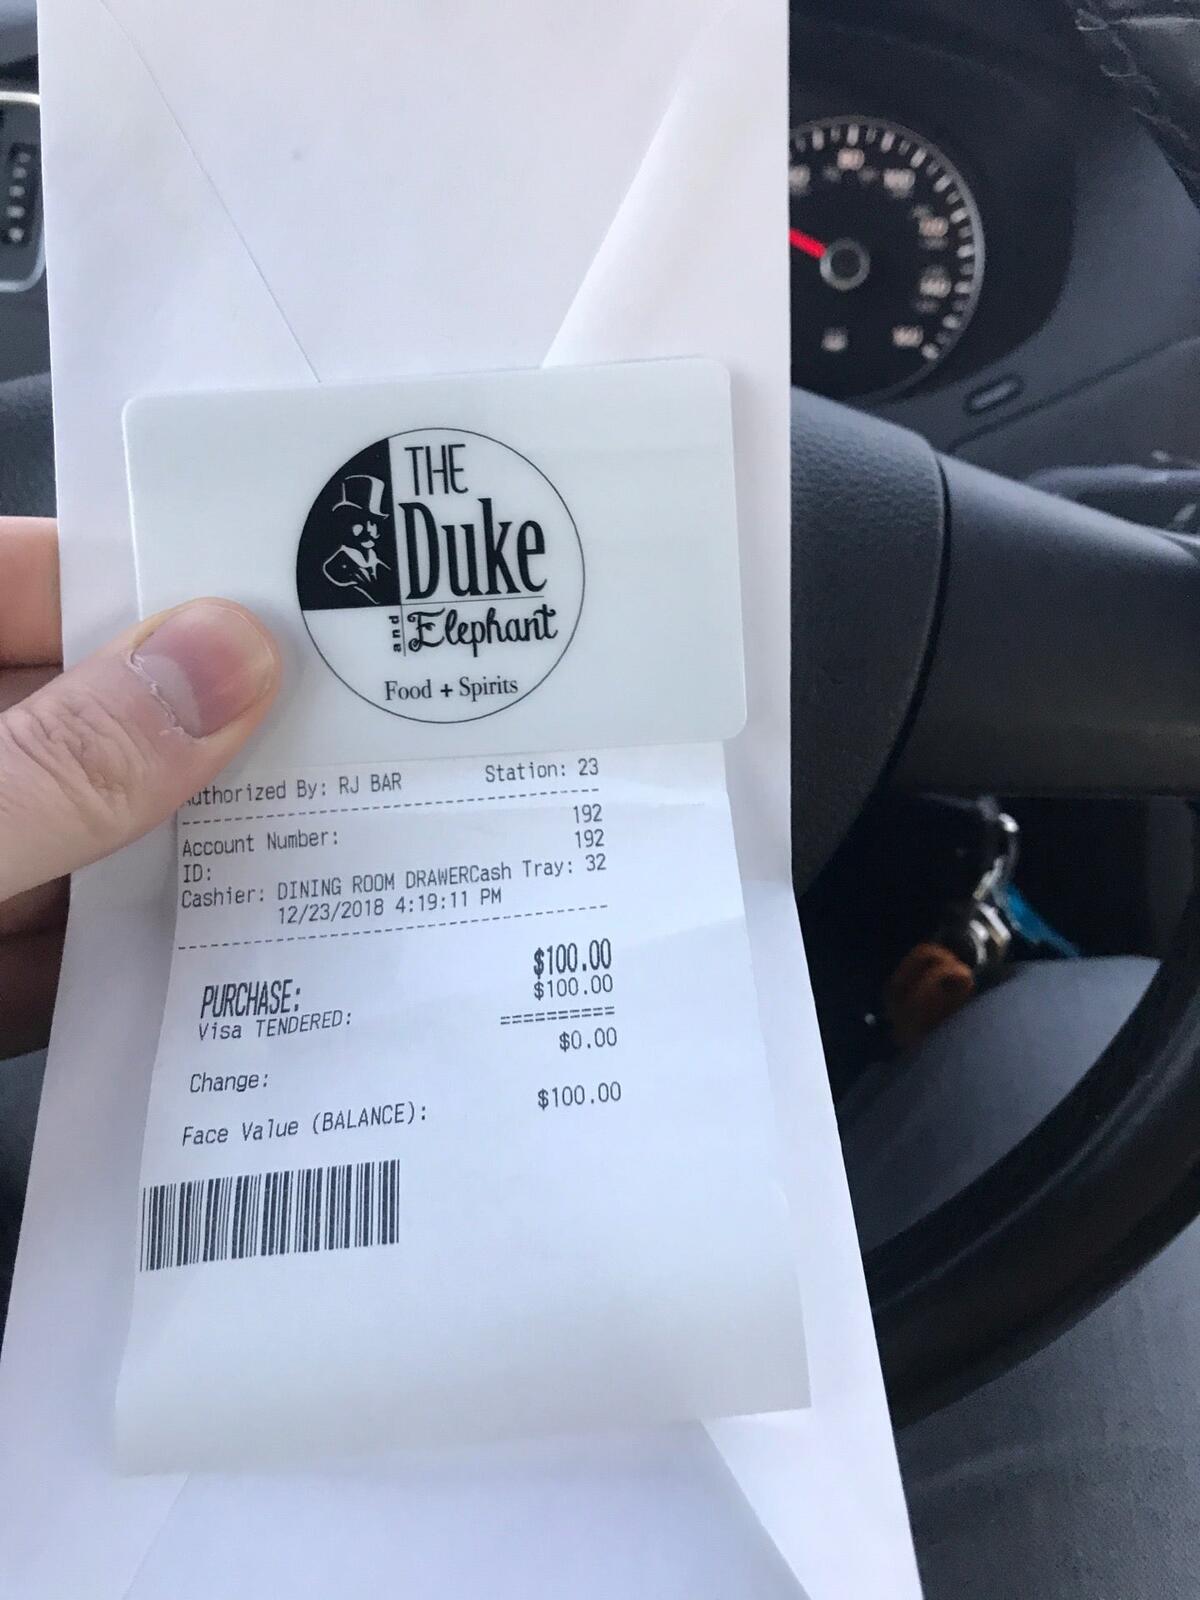 THE
Duke
and Elephant
Food + Spirits
Authorized By: RJ BAR Station: 23
Account Number: 192
ID: 192
Cashier: DINING ROOM DRAWERCash Tray: 32
12/23/2018 4:19:11 PM
PURCHASE: $100.00
Visa TENDERED: $100.00
==========
Change: $0.00
Face Value (BALANCE): $100.00